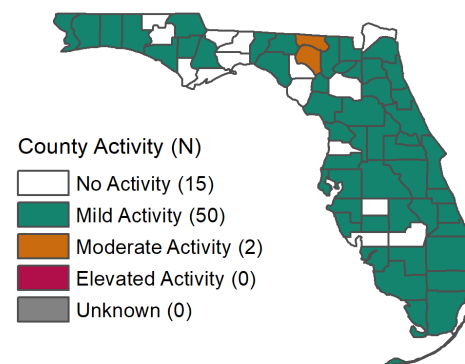 County Activity (N)
No Activity (15)
Mild Activity (50)
Moderate Activity (2)
Elevated Activity (0)
Unknown (0)